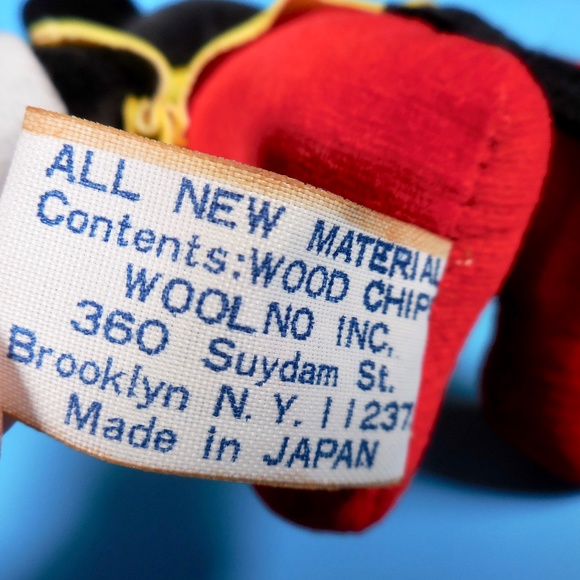 ALL NEW MATERIAL
Contents:WOOD CHIP
WOOLNO INC.
360 Suydam St.
Brooklyn N.Y. 11237
Made in JAPAN